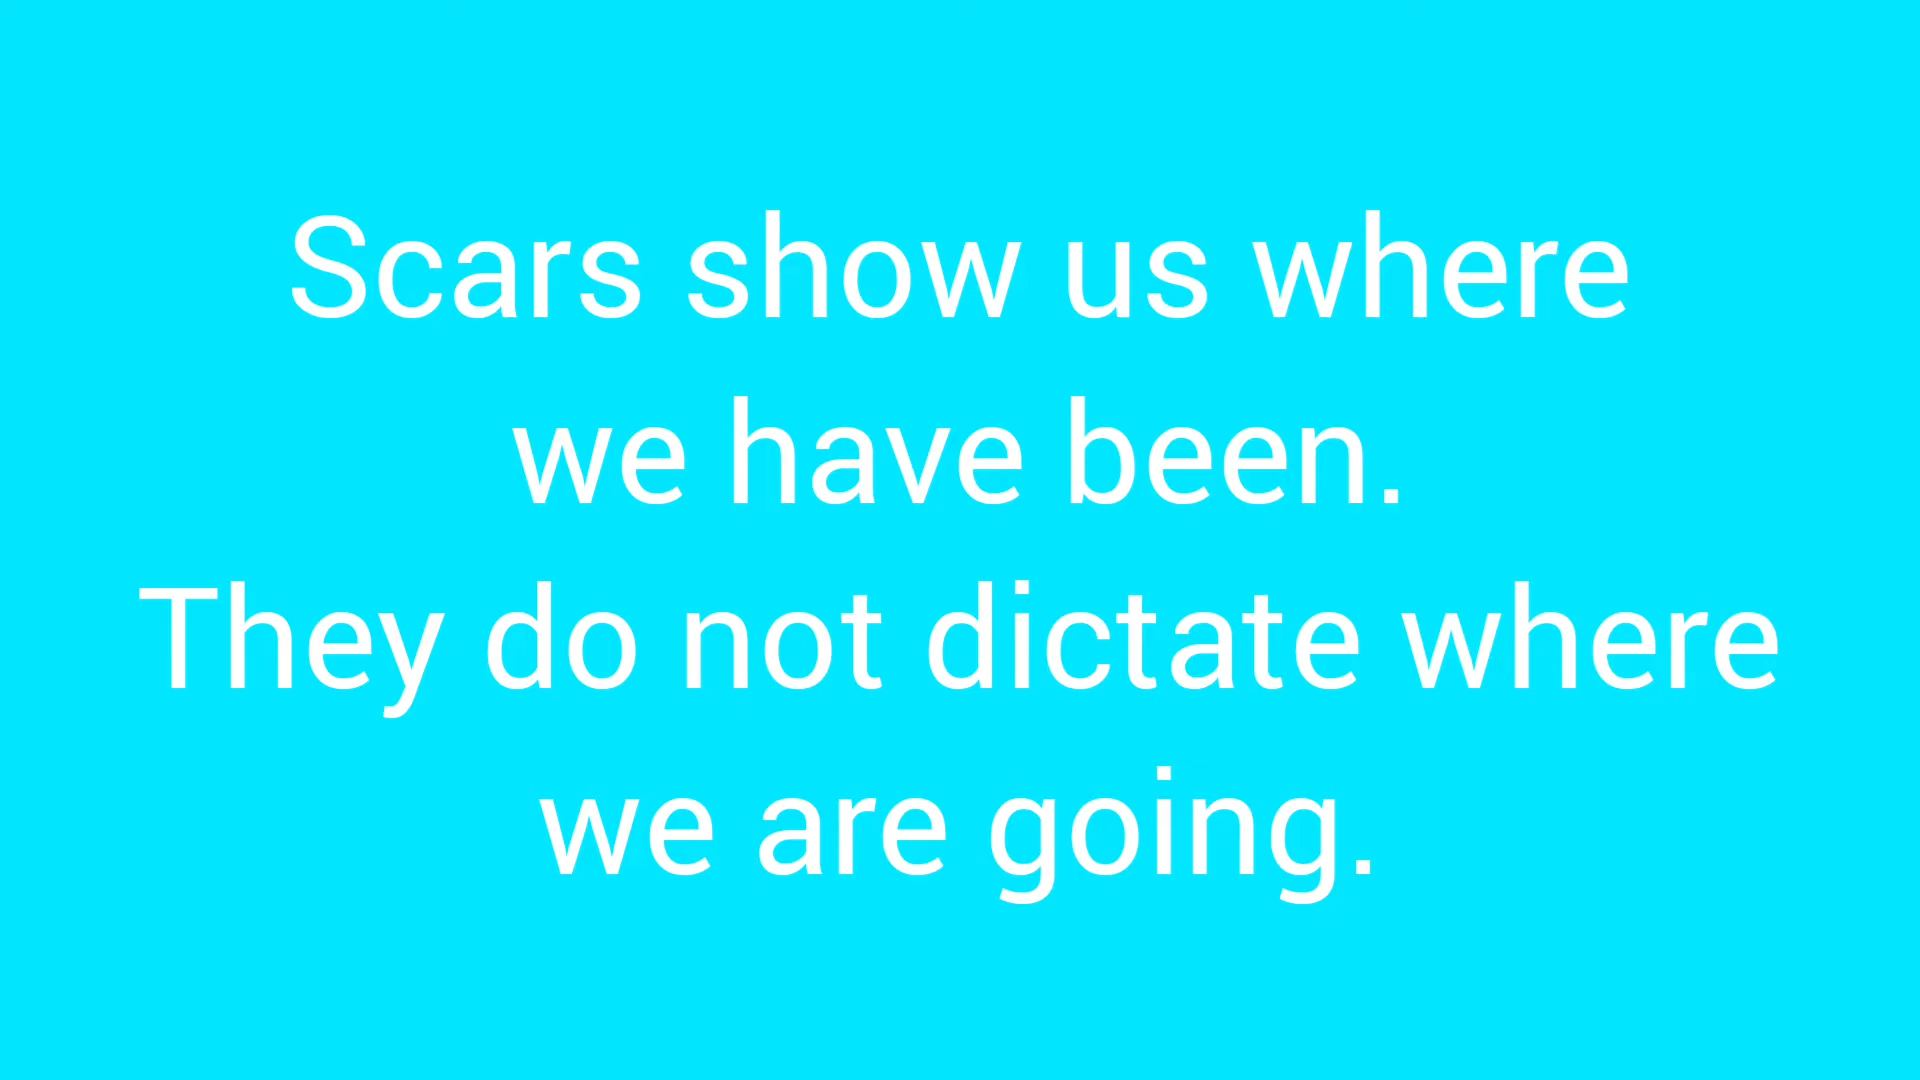 Scars show us where
we have been.
They do not dictate where
we are going.